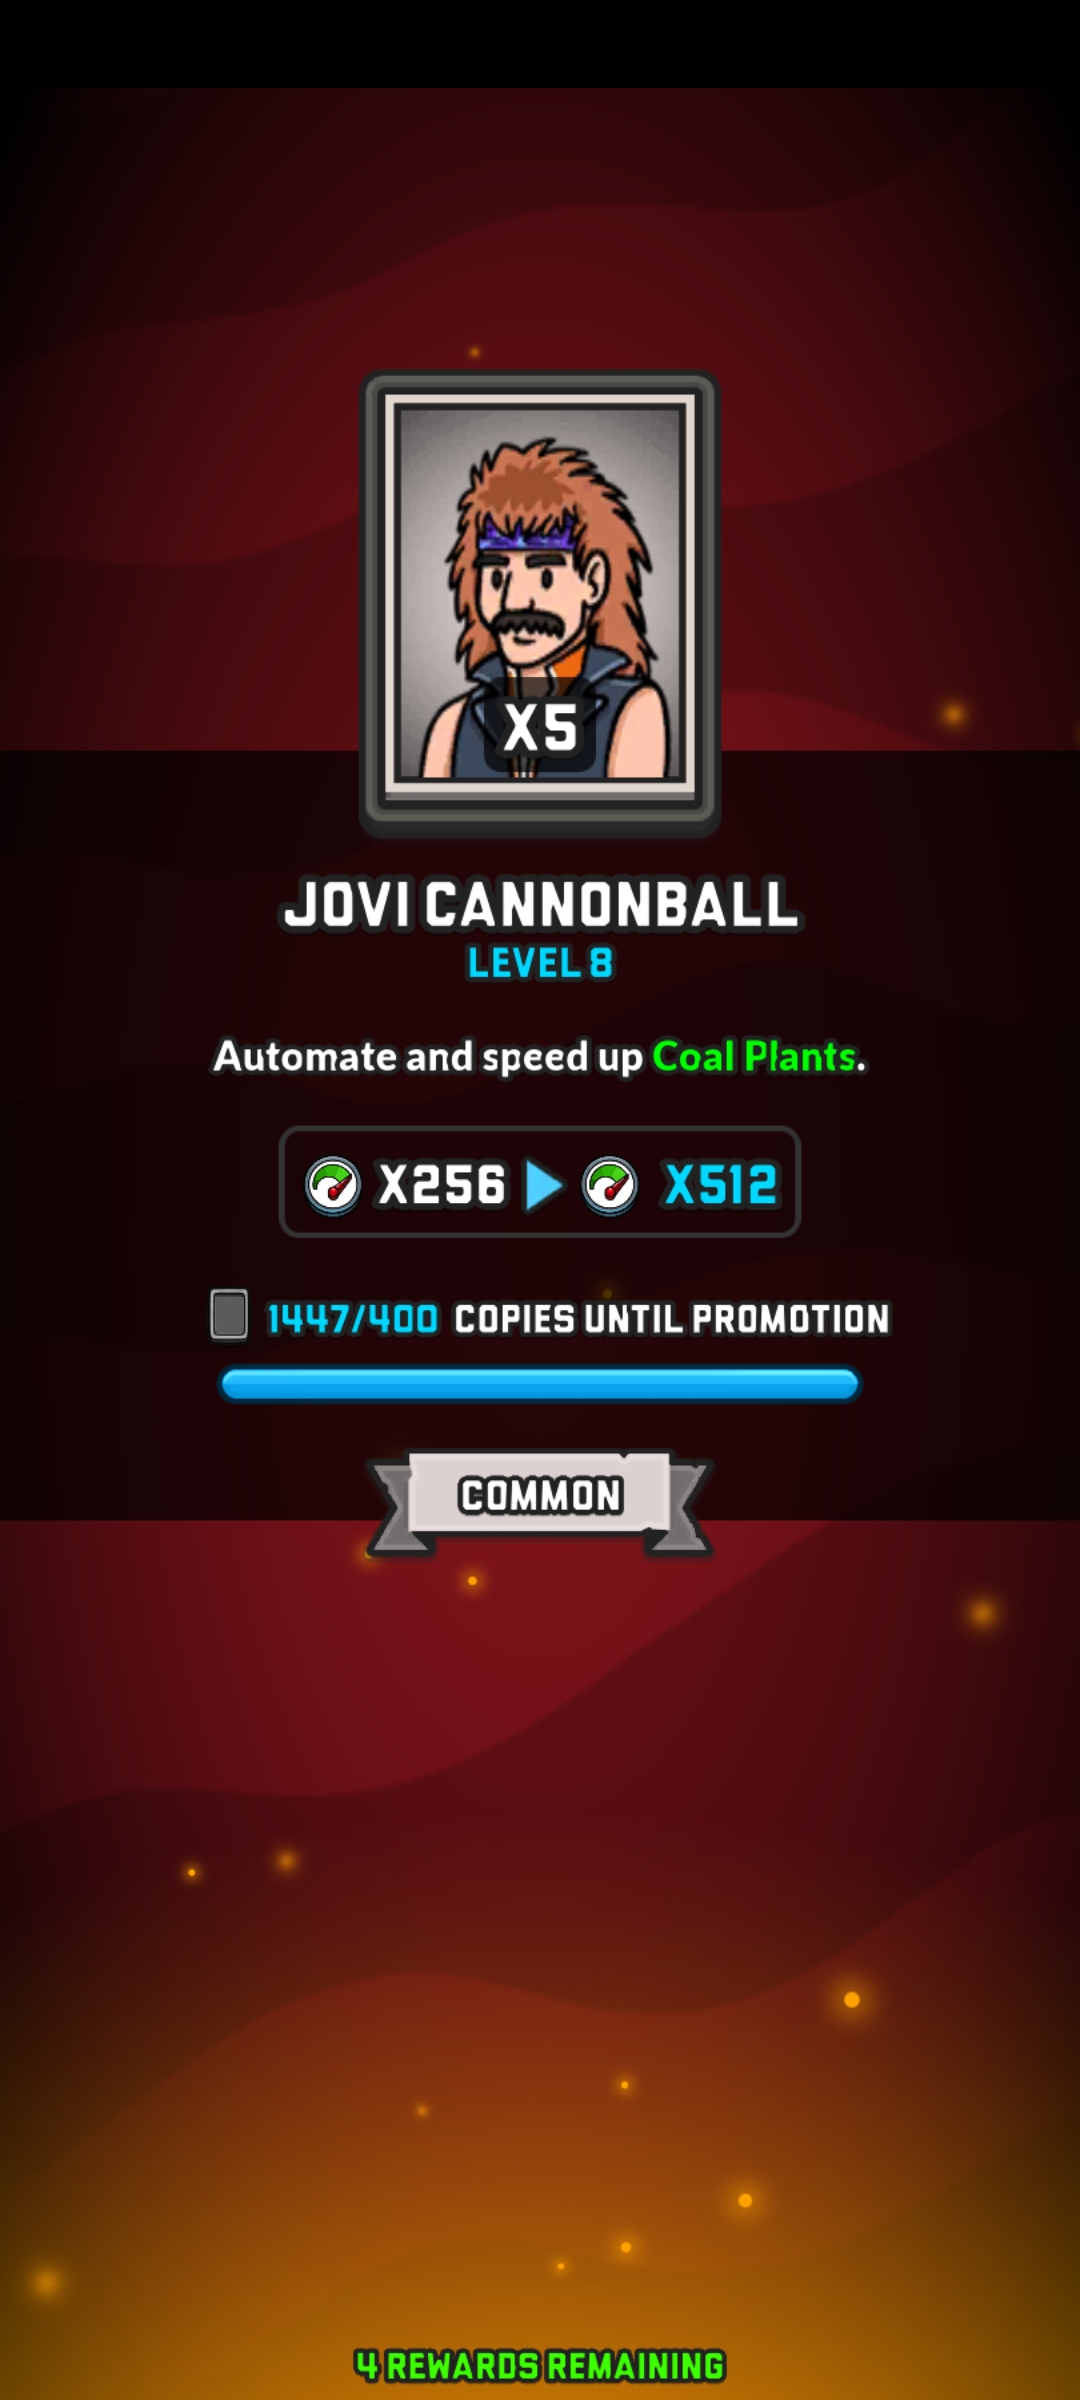 X5
JOVI CANNONBALL
LEVEL 8
Automate and speed up Coal Plants.
X256 X512
1447/400 COPIES UNTIL PROMOTION
COMMON
4 REWARDS REMAINING